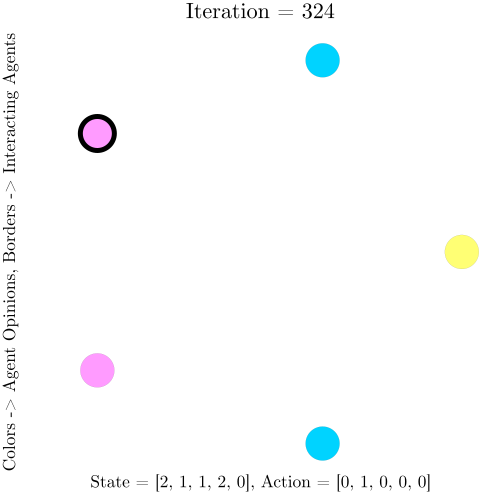 Iteration = 324
Colors -> Agent Opinions, Borders -> Interacting Agents
State = [2, 1, 1, 2, 0], Action = [0, 1, 0, 0, 0]